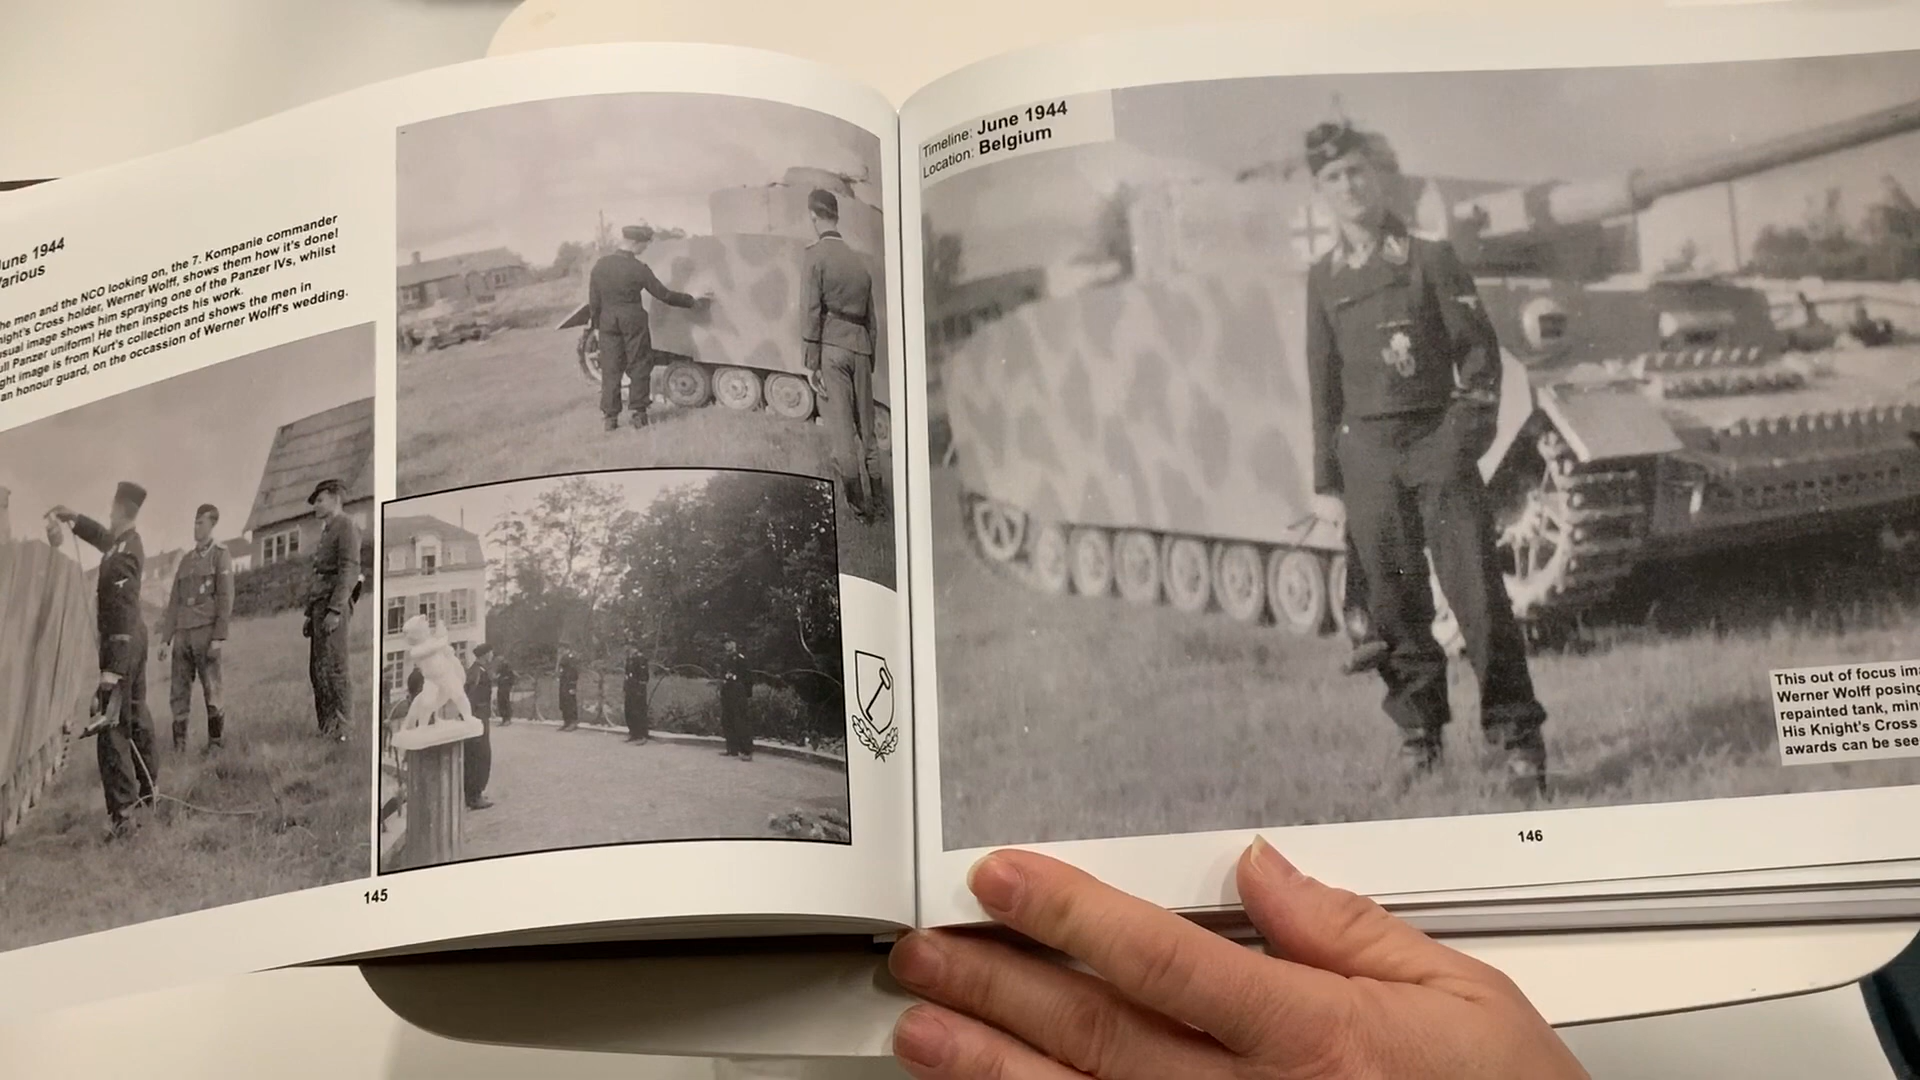 June 1944
Various
the men and the NCO looking on, the 7. Kompanie commander
Knight's Cross holder, Werner Wolff, shows them how it's done!
usual image shows him spraying one of the Panzer IVs, whilst
ull Panzer uniform! He then inspects his work.
ght image is from Kurt's collection and shows the men in
an honour guard, on the occassion of Werner Wolff's wedding.
145
Timeline: June 1944
Location: Belgium
This out of focus im
Werner Wolff posing
repainted tank, min
His Knight's Cross
awards can be see
146